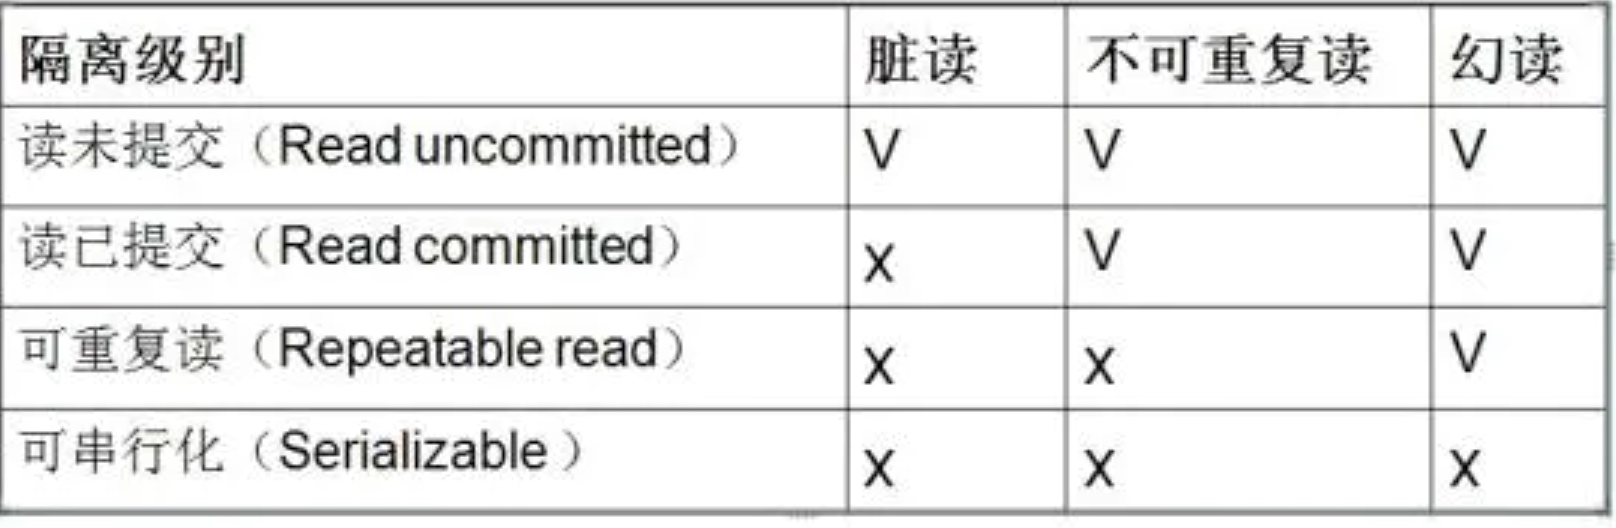 隔离级别 脏读 不可重复读 幻读
读未提交（Read uncommitted） V V V
读已提交（Read committed） x V V
可重复读（Repeatable read） x x V
可串行化（Serializable ） x x x